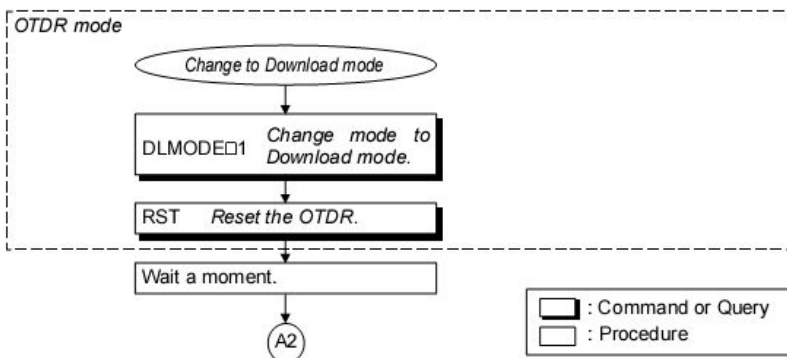 OTDR mode
Change to Download mode
DLMODE□1 Change mode to
Download mode.
RST Reset the OTDR.
Wait a moment.
A2
: Command or Query
: Procedure